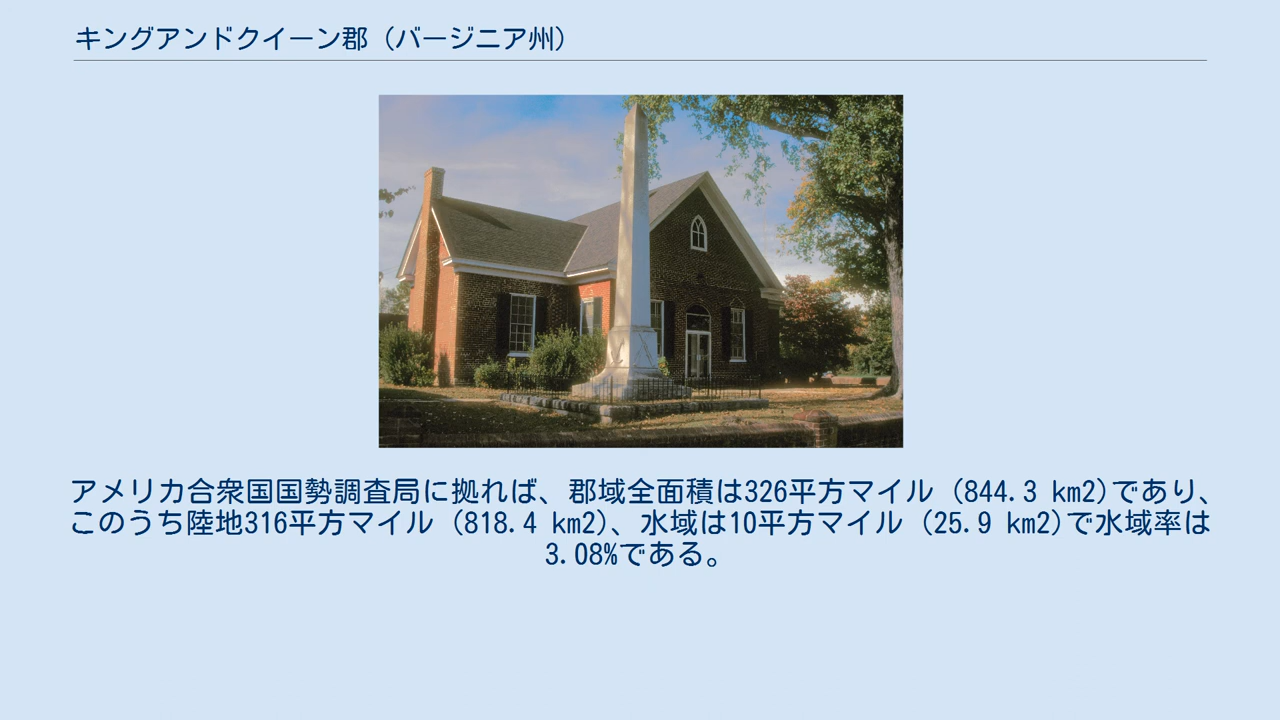 キングアンドクイーン郡（バージニア州）
アメリカ合衆国国勢調査局に拠れば、郡域全面積は326平方マイル (844.3 km2)であり、
このうち陸地316平方マイル (818.4 km2)、水域は10平方マイル (25.9 km2)で水域率は
3.08%である。